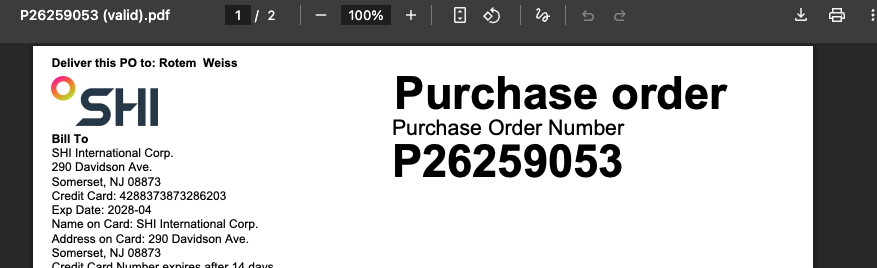 P26259053 (valid).pdf
1 / 2
100%
Deliver this PO to: Rotem Weiss
SHI
Bill To
SHI International Corp.
290 Davidson Ave.
Somerset, NJ 08873
Credit Card: 4288373873286203
Exp Date: 2028-04
Name on Card: SHI International Corp.
Address on Card: 290 Davidson Ave.
Somerset, NJ 08873
Credit Card Number expires after 14 days
Purchase order
Purchase Order Number
P26259053